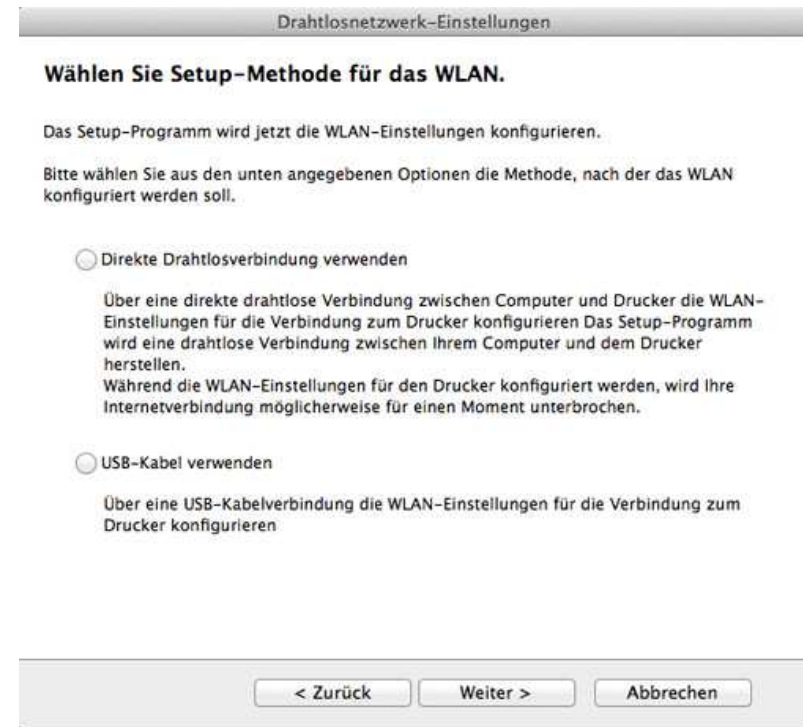 Drahtlosnetzwerk-Einstellungen
Wählen Sie Setup-Methode für das WLAN.
Das Setup-Programm wird jetzt die WLAN-Einstellungen konfigurieren.
Bitte wählen Sie aus den unten angegebenen Optionen die Methode, nach der das WLAN
konfiguriert werden soll.
Direkte Drahtlosverbindung verwenden
Über eine direkte drahtlose Verbindung zwischen Computer und Drucker die WLAN-
Einstellungen für die Verbindung zum Drucker konfigurieren Das Setup-Programm
wird eine drahtlose Verbindung zwischen Ihrem Computer und dem Drucker
herstellen.
Während die WLAN-Einstellungen für den Drucker konfiguriert werden, wird Ihre
Internetverbindung möglicherweise für einen Moment unterbrochen.
USB-Kabel verwenden
Über eine USB-Kabelverbindung die WLAN-Einstellungen für die Verbindung zum
Drucker konfigurieren
< Zurück Weiter > Abbrechen